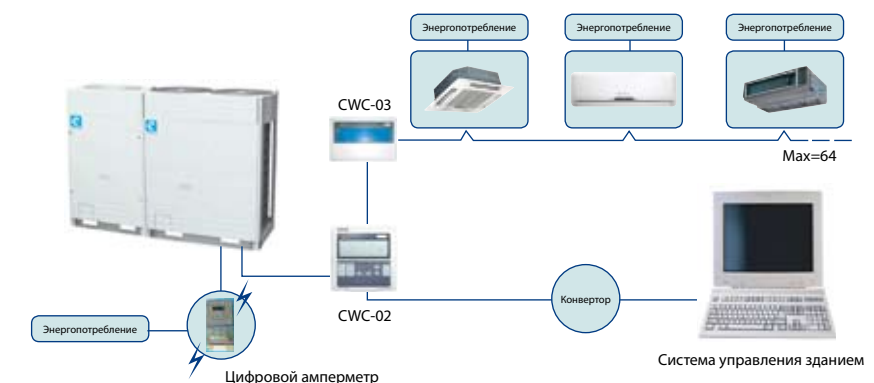 Энергопотребление
Энергопотребление
Энергопотребление
CWC-03
Max=64
Конвертор
CWC-02
Энергопотребление
Система управления зданием
Цифровой амперметр